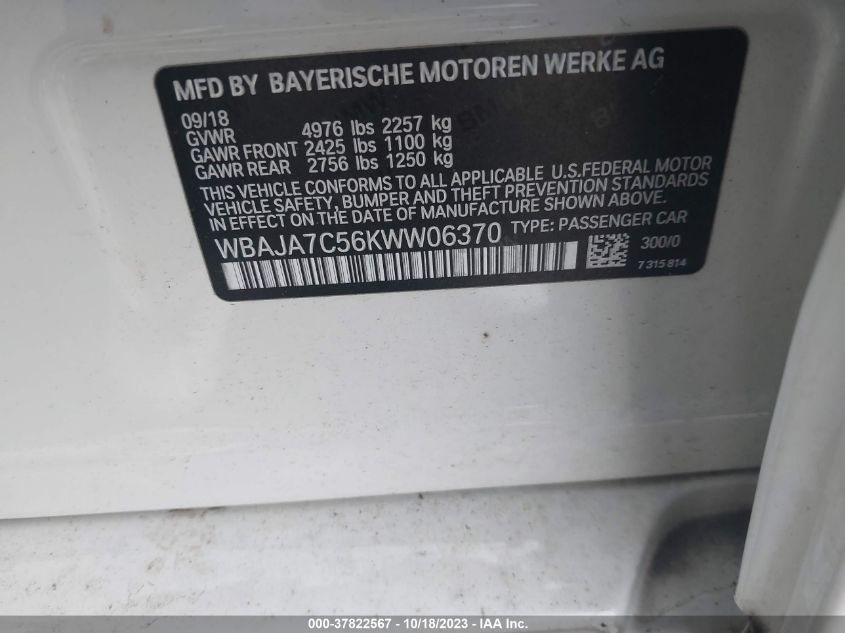 MFD BY BAYERISCHE MOTOREN WERKE AG
09/18
GVWR 4976 lbs 2257 kg
GAWR FRONT 2425 lbs 1100 kg
GAWR REAR 2756 lbs 1250 kg
THIS VEHICLE CONFORMS TO ALL APPLICABLE U.S.FEDERAL MOTOR
VEHICLE SAFETY, BUMPER AND THEFT PREVENTION STANDARDS
IN EFFECT ON THE DATE OF MANUFACTURE SHOWN ABOVE.
WBAJA7C56KWW06370 TYPE: PASSENGER CAR
300/0
7315814
000-37822567 - 10/18/2023 - IAA Inc.